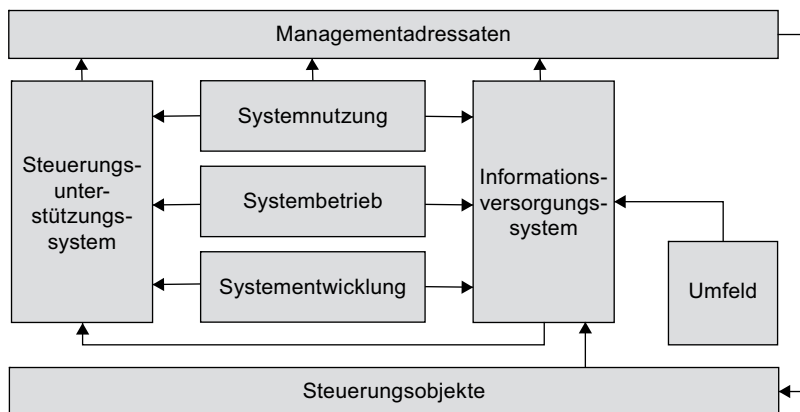 Managementadressaten
Steuerungs-
unter-
stützungs-
system
Systemnutzung
Systembetrieb
Systementwicklung
Informations-
versorgungs-
system
Umfeld
Steuerungsobjekte